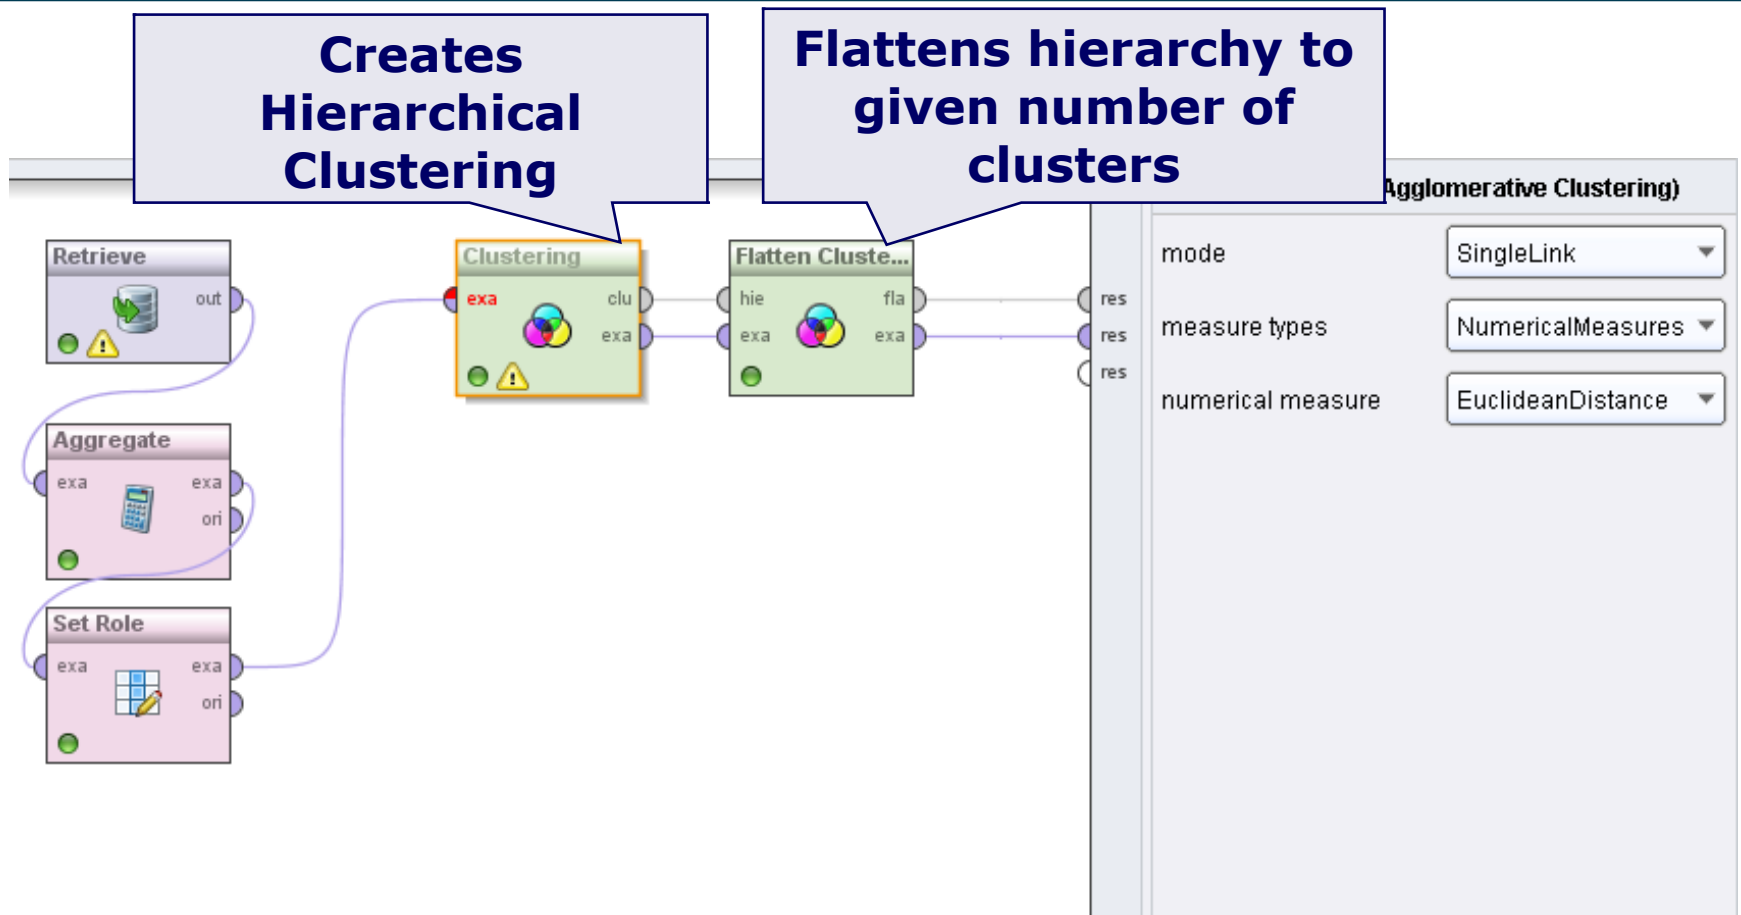 Creates
Hierarchical
Clustering
Flattens hierarchy to
given number of
clusters
Agglomerative Clustering)
mode
SingleLink
measure types
NumericalMeasures
numerical measure
EuclideanDistance
Retrieve
out
Aggregate
exa
exa
ori
Set Role
exa
exa
ori
Clustering
exa
clu
exa
Flatten Cluste...
hie
fla
exa
exa
res
res
res